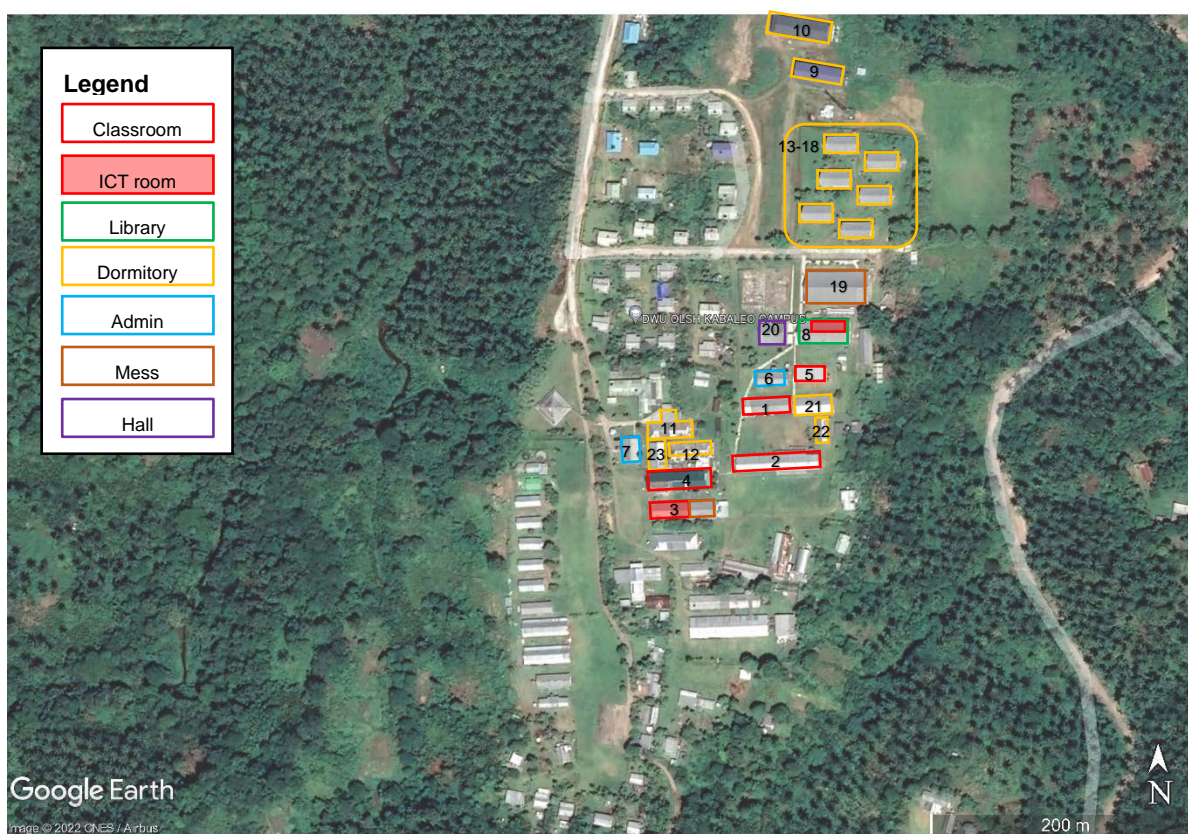 Legend
Classroom
ICT room
Library
Dormitory
Admin
Mess
Hall
10
9
13-18
19
DWU OLSH KABALEO CAMPUS
20
8
6
5
1
21
11
22
7
23
12
2
4
3
Google Earth
Image © 2022 CNES / Airbus
N
200 m